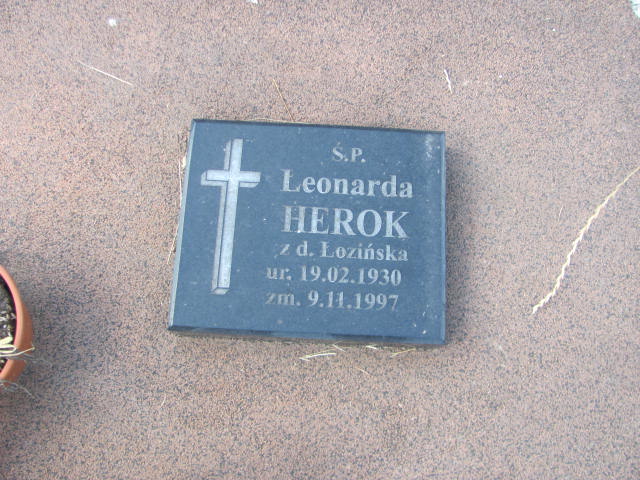 Ś.P.
Leonarda
HEROK
z d. Łozińska
ur. 19.02.1930
zm. 9.11.1997